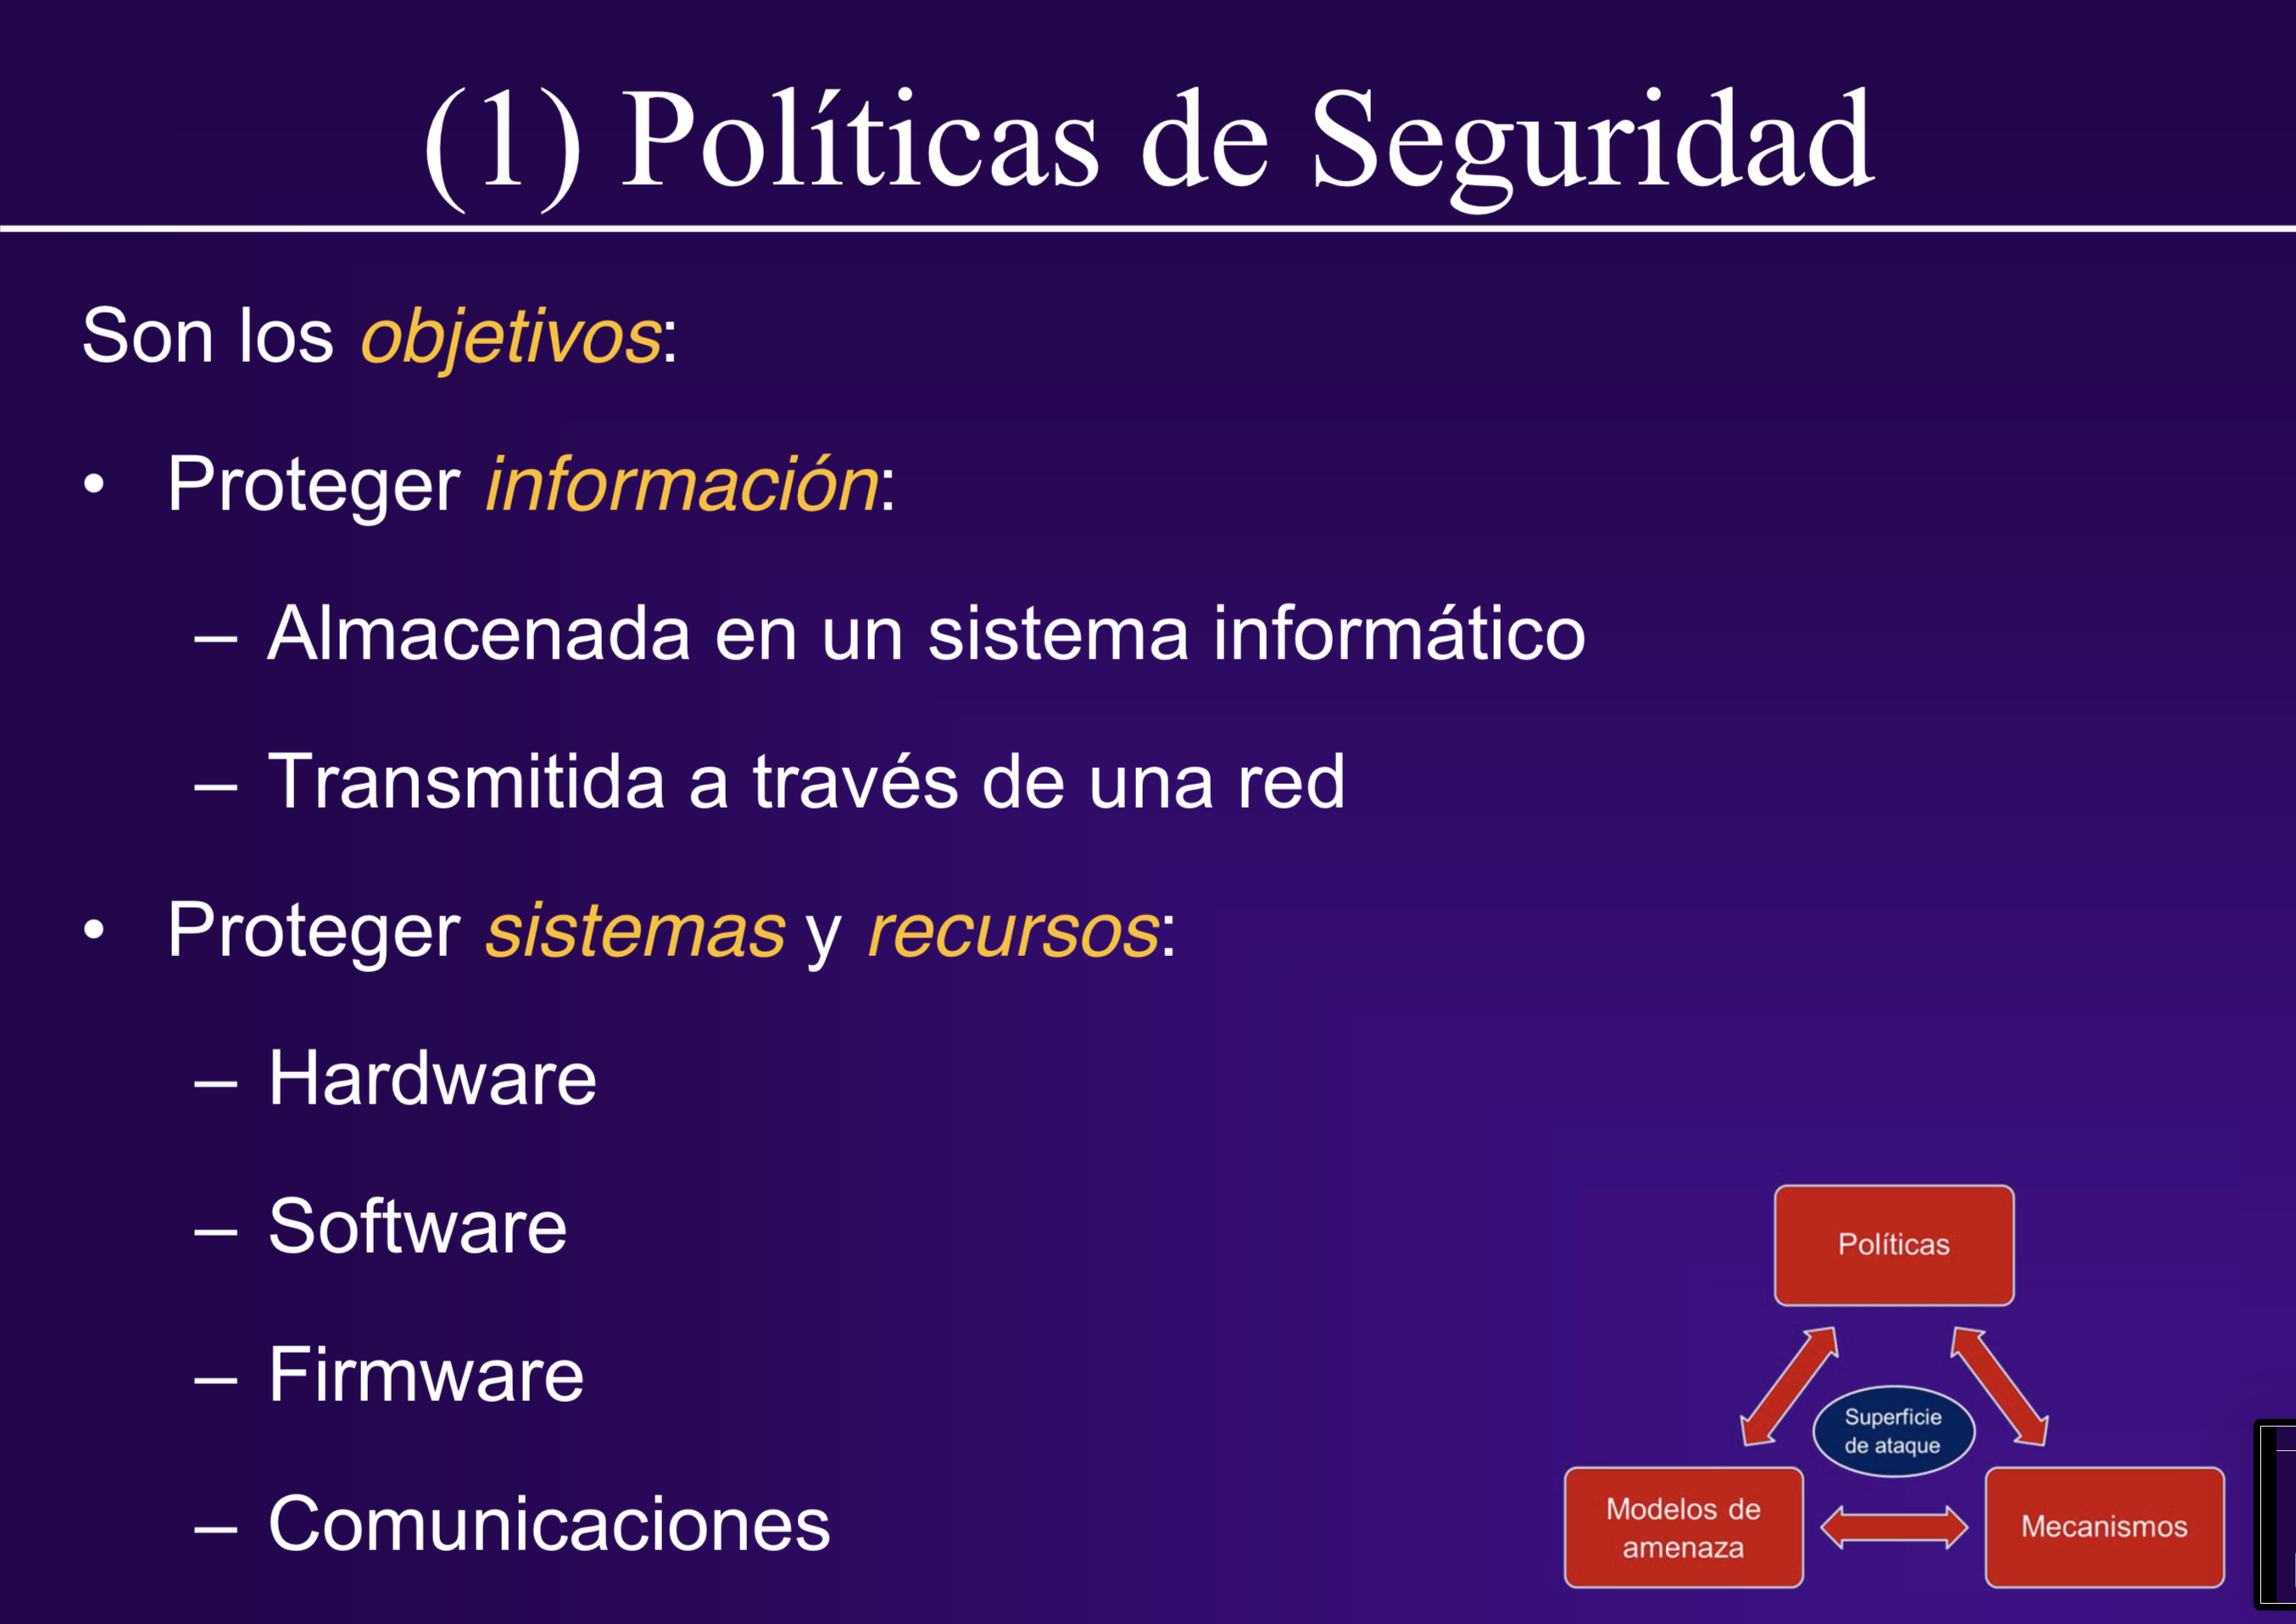 (1) Políticas de Seguridad
Son los objetivos:
• Proteger información:
– Almacenada en un sistema informático
– Transmitida a través de una red
• Proteger sistemas y recursos:
– Hardware
– Software
– Firmware
– Comunicaciones
Políticas
Superficie
de ataque
Modelos de
amenaza
Mecanismos